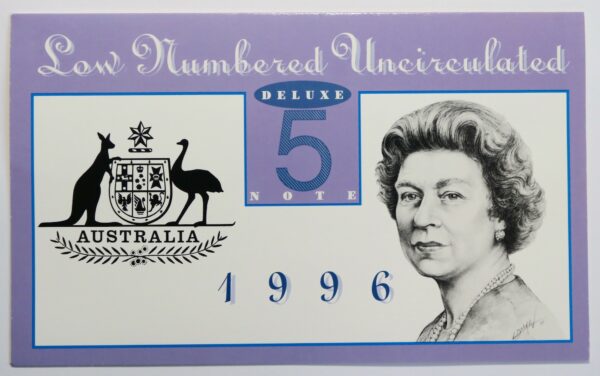 Low Numbered Uncirculated
DELUXE
5
NOTE
AUSTRALIA
1996